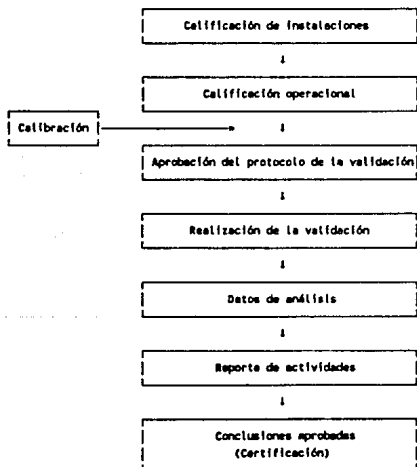 Calificación de instalaciones
Calificación operacional
Calibración
Aprobación del protocolo de la validación
Realización de la validación
Datos de análisis
Reporte de actividades
Conclusiones aprobadas
(Certificación)